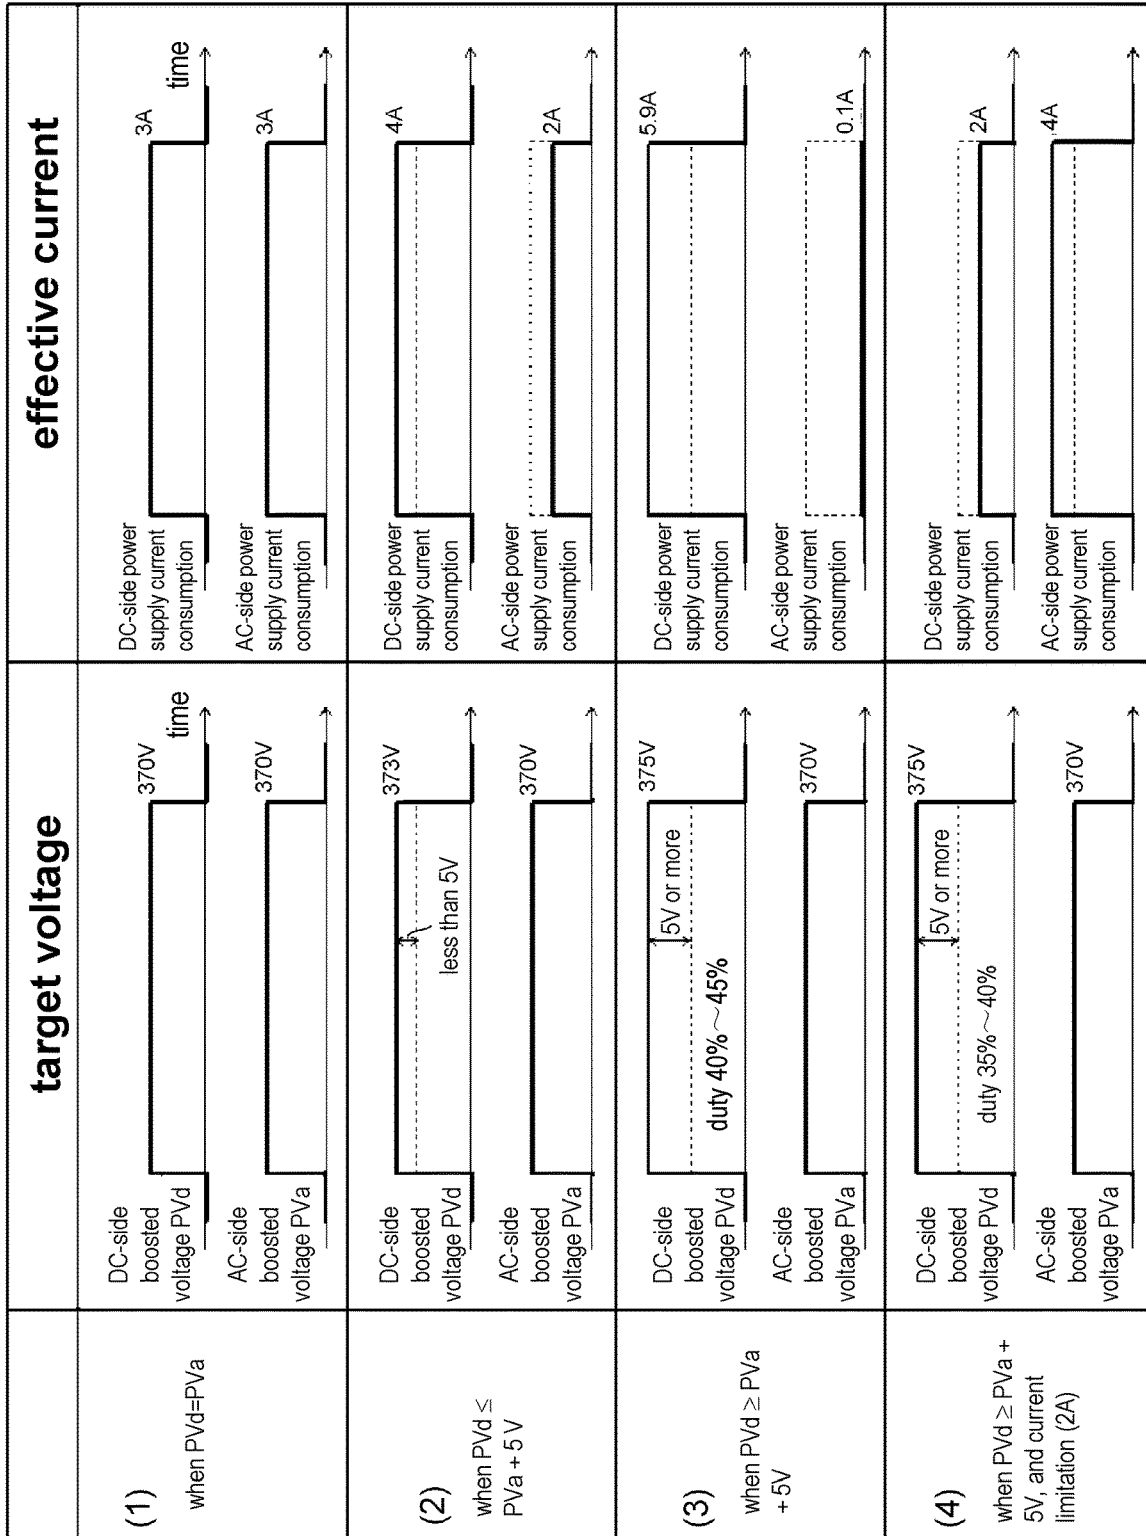 target voltage
effective current
(1)
when PVd=PVa
DC-side
boosted
voltage PVd
370V
time
AC-side
boosted
voltage PVa
370V
DC-side power
supply current
consumption
3A
time
AC-side power
supply current
consumption
3A
(2)
when PVd ≤
PVa + 5 V
DC-side
boosted
voltage PVd
373V
less than 5V
AC-side
boosted
voltage PVa
370V
DC-side power
supply current
consumption
4A
AC-side power
supply current
consumption
2A
(3)
when PVd ≥ PVa
+ 5V
DC-side
boosted
voltage PVd
375V
5V or more
duty 40%~45%
AC-side
boosted
voltage PVa
370V
DC-side power
supply current
consumption
5.9A
AC-side power
supply current
consumption
0.1A
(4)
when PVd ≥ PVa +
5V, and current
limitation (2A)
DC-side
boosted
voltage PVd
375V
5V or more
duty 35%~40%
AC-side
boosted
voltage PVa
370V
DC-side power
supply current
consumption
2A
AC-side power
supply current
consumption
4A